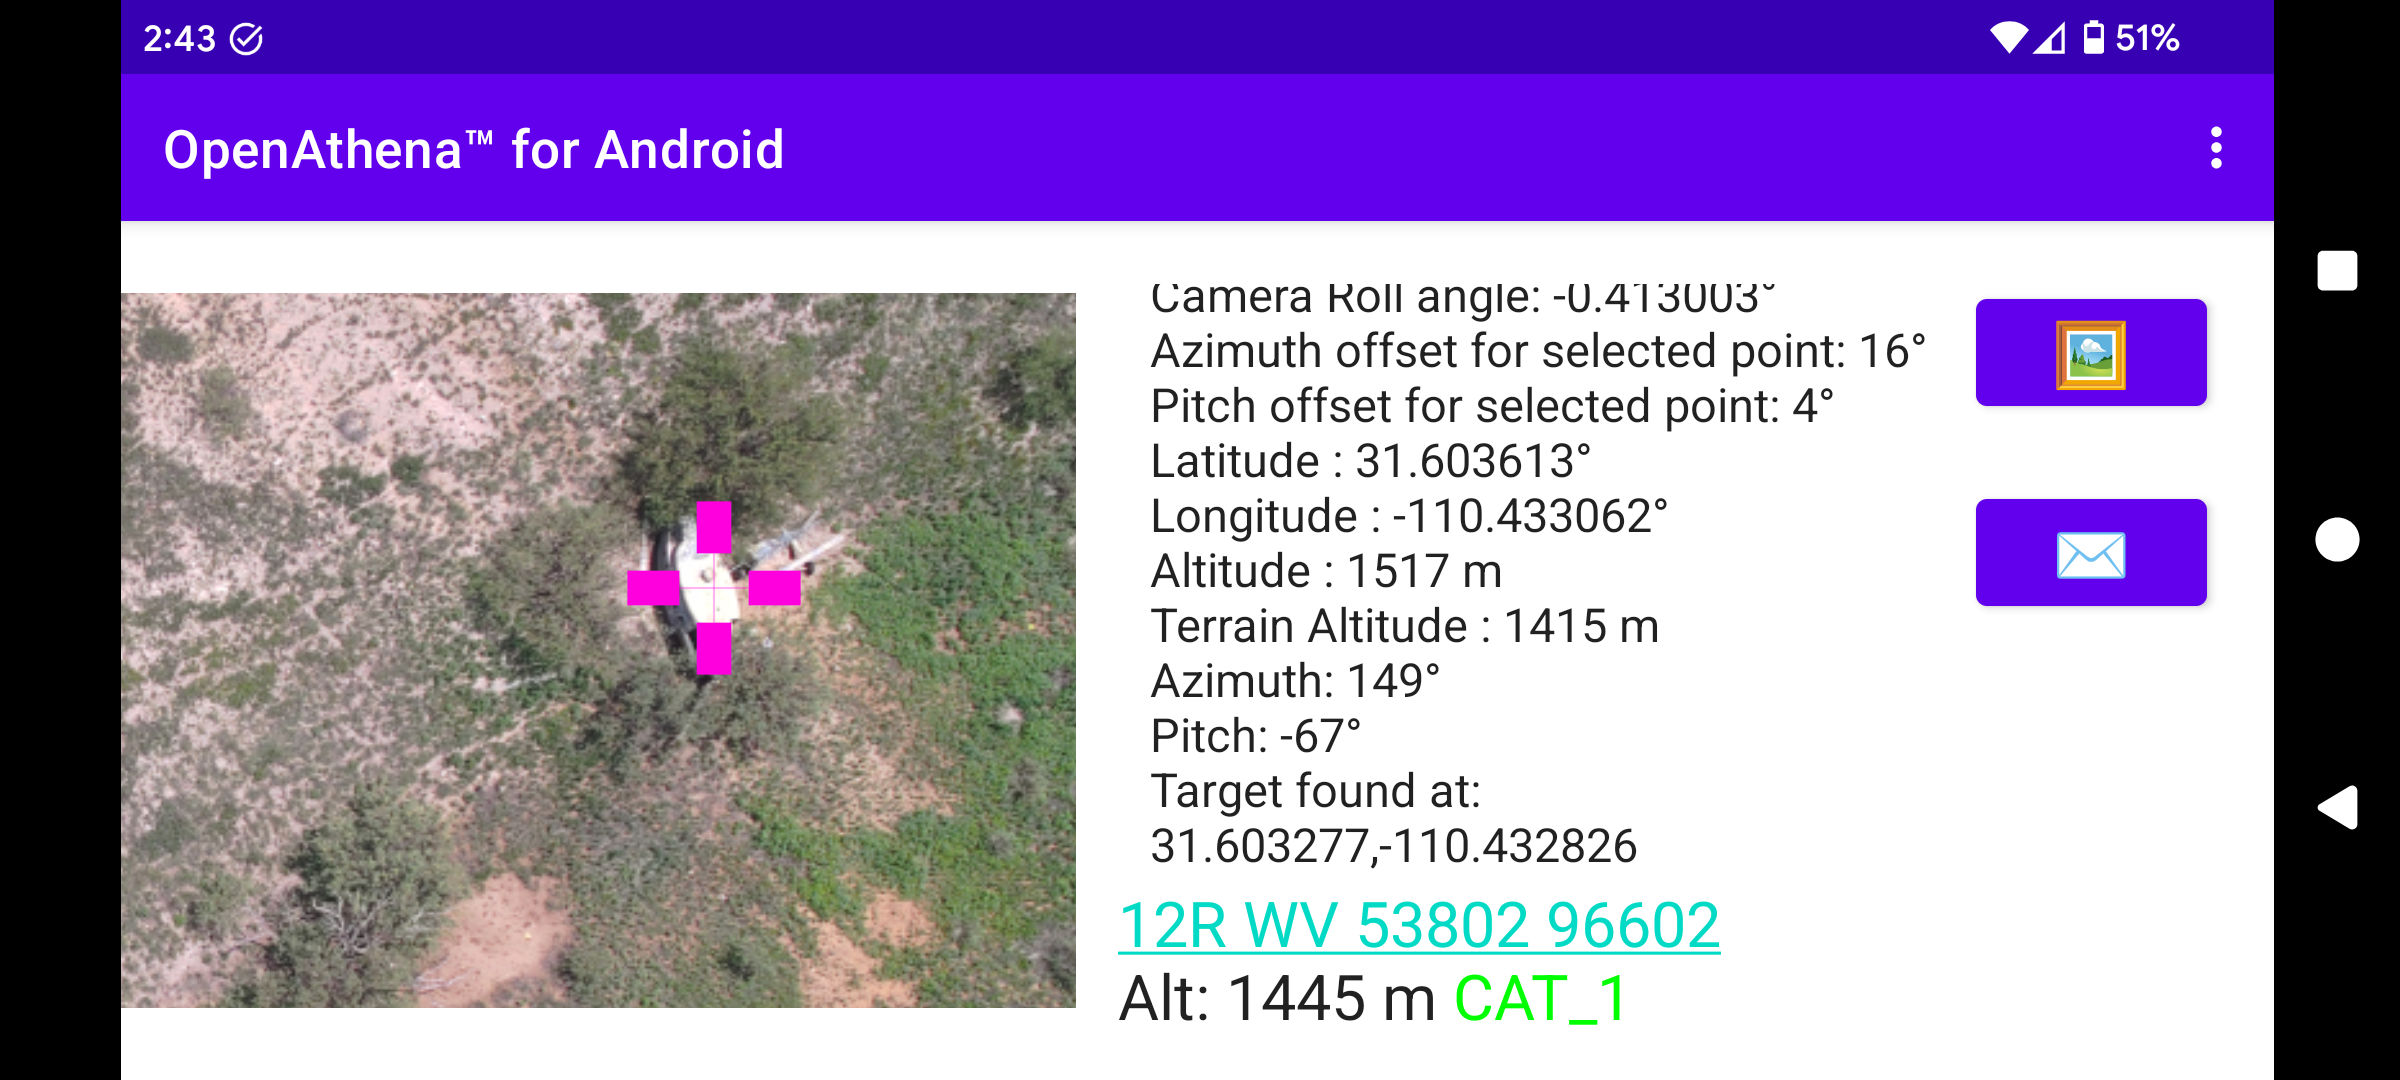 2:43 51%
OpenAthena™ for Android
Camera Roll angle: -0.413003°
Azimuth offset for selected point: 16°
Pitch offset for selected point: 4°
Latitude : 31.603613°
Longitude : -110.433062°
Altitude : 1517 m
Terrain Altitude : 1415 m
Azimuth: 149°
Pitch: -67°
Target found at:
31.603277,-110.432826
12R WV 53802 96602
Alt: 1445 m CAT_1